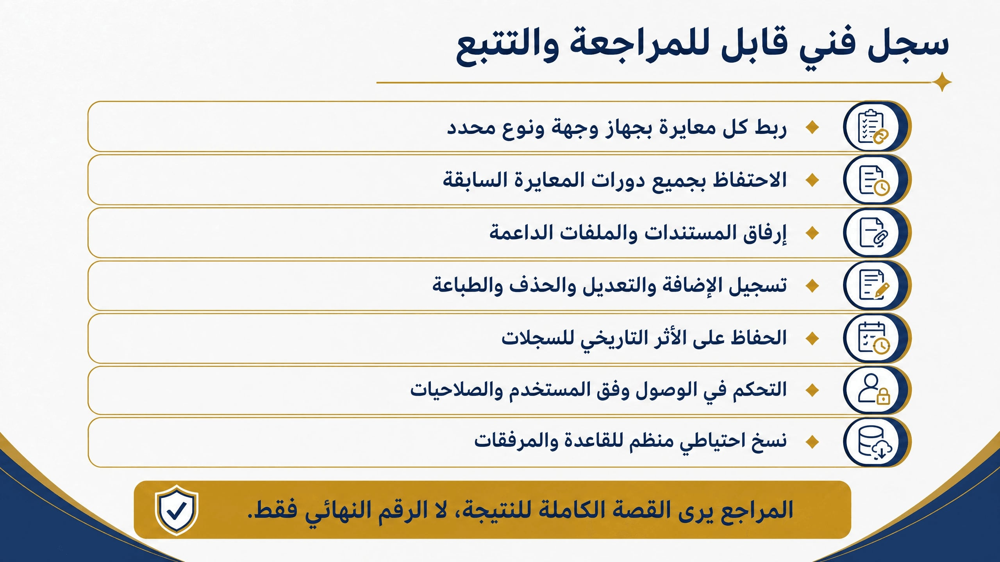 سجل فني قابل للمراجعة والتتبع
ربط كل معايرة بجهاز وجهة ونوع محدد
الاحتفاظ بجميع دورات المعايرة السابقة
إرفاق المستندات والملفات الداعمة
تسجيل الإضافة والتعديل والحذف والطباعة
الحفاظ على الأثر التاريخي للسجلات
التحكم في الوصول وفق المستخدم والصلاحيات
نسخ احتياطي منظم للقاعدة والمرفقات
المراجع يرى القصة الكاملة للنتيجة، لا الرقم النهائي فقط.